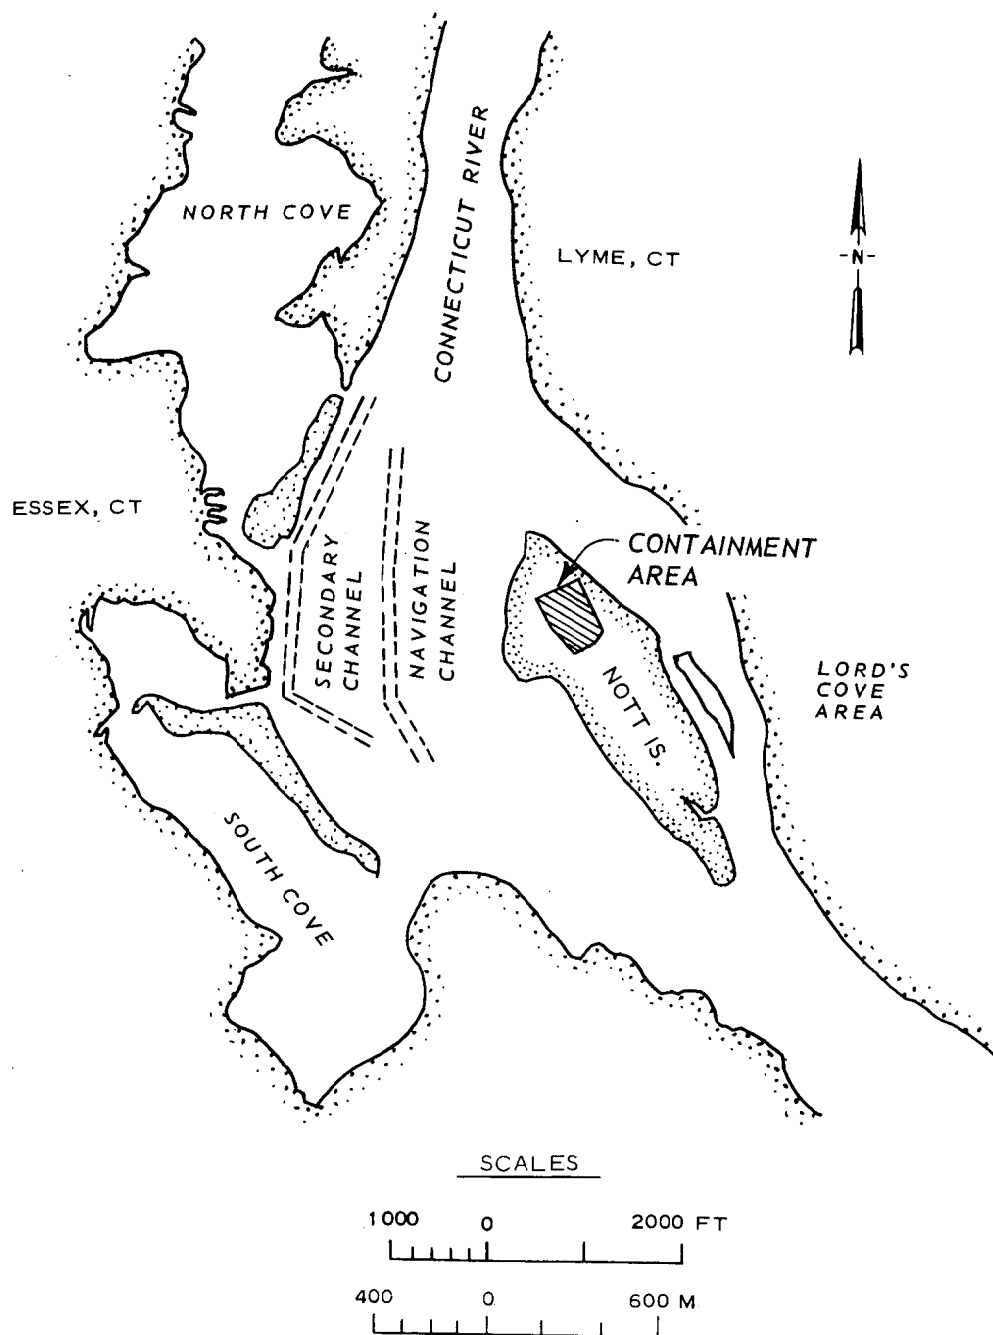 NORTH COVE
CONNECTICUT RIVER
LYME, CT
-N-
ESSEX, CT
SECONDARY
CHANNEL
NAVIGATION
CHANNEL
CONTAINMENT
AREA
NOTT IS.
LORD'S
COVE
AREA
SOUTH COVE
SCALES
1000 0 2000 FT
400 0 600 M